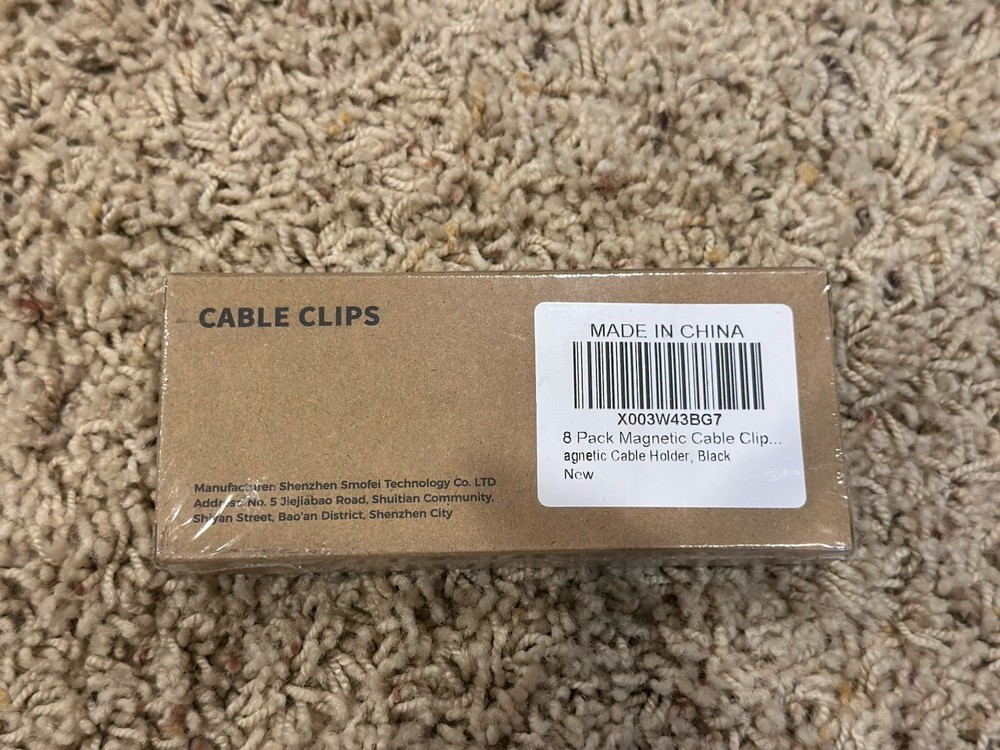 CABLE CLIPS
Manufacturer: Shenzhen Smofei Technology Co. LTD
Address: No. 5 Jiejiabao Road, Shuitian Community.
Shiyan Street, Bao'an District, Shenzhen City
MADE IN CHINA
X003W43BG7
8 Pack Magnetic Cable Clip...
agnetic Cable Holder, Black
New